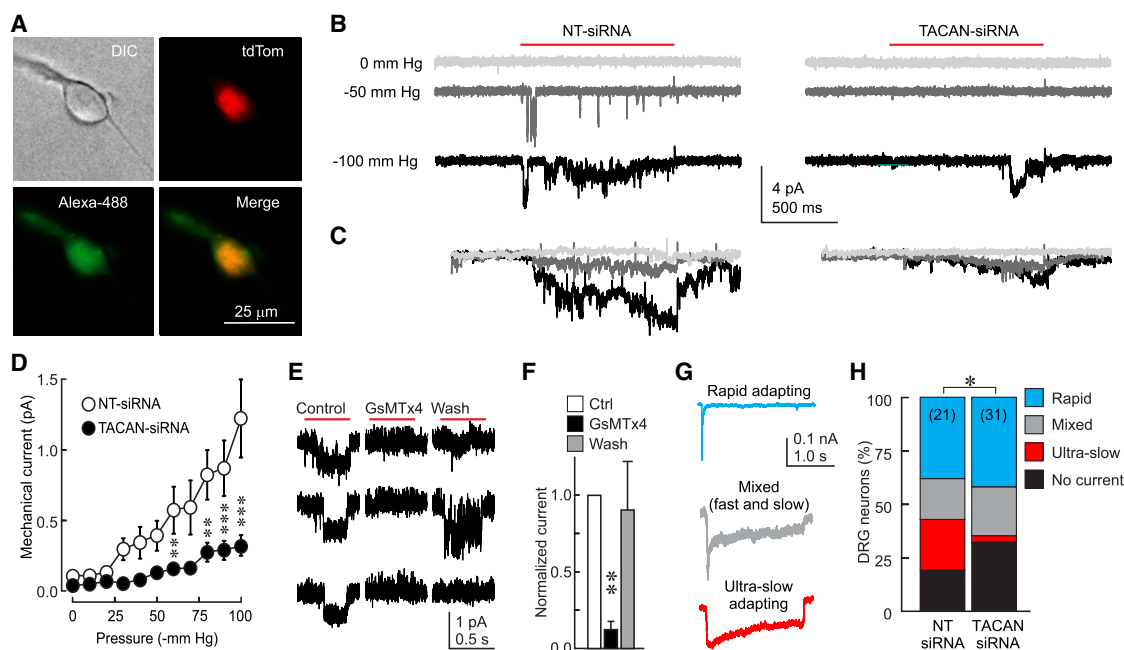 A
DIC
tdTom
Alexa-488
Merge
25 μm
B
NT-siRNA
TACAN-siRNA
0 mm Hg
-50 mm Hg
-100 mm Hg
4 pA
500 ms
C
D
1.5
1.0
0.5
0.0
Mechanical current (pA)
NT-siRNA
TACAN-siRNA
**
**
***
***
0
25
50
75
100
Pressure (-mm Hg)
E
Control
GsMTx4
Wash
1 pA
0.5 s
F
Ctrl
GsMTx4
Wash
Normalized current
1.0
0.5
0.0
**
G
Rapid adapting
0.1 nA
1.0 s
Mixed
(fast and slow)
Ultra-slow
adapting
H
*
DRG neurons (%)
100
75
50
25
0
(21)
(31)
NT
siRNA
TACAN
siRNA
Rapid
Mixed
Ultra-slow
No current